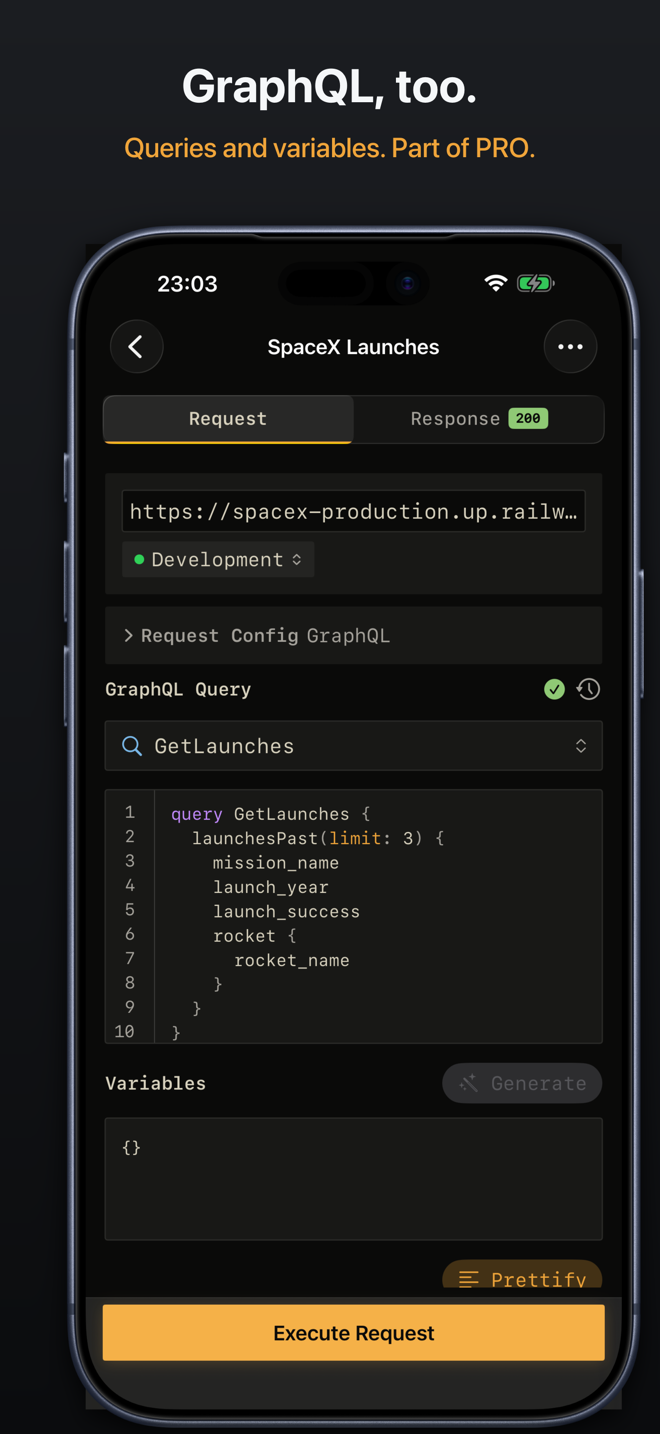 GraphQL, too.
Queries and variables. Part of PRO.
23:03
SpaceX Launches
Request
Response 200
https://spacex-production.up.railw…
Development
Request Config GraphQL
GraphQL Query
GetLaunches
1 query GetLaunches {
2 launchesPast(limit: 3) {
3 mission_name
4 launch_year
5 launch_success
6 rocket {
7 rocket_name
8 }
9 }
10 }
Variables
Generate
{}
Prettify
Execute Request